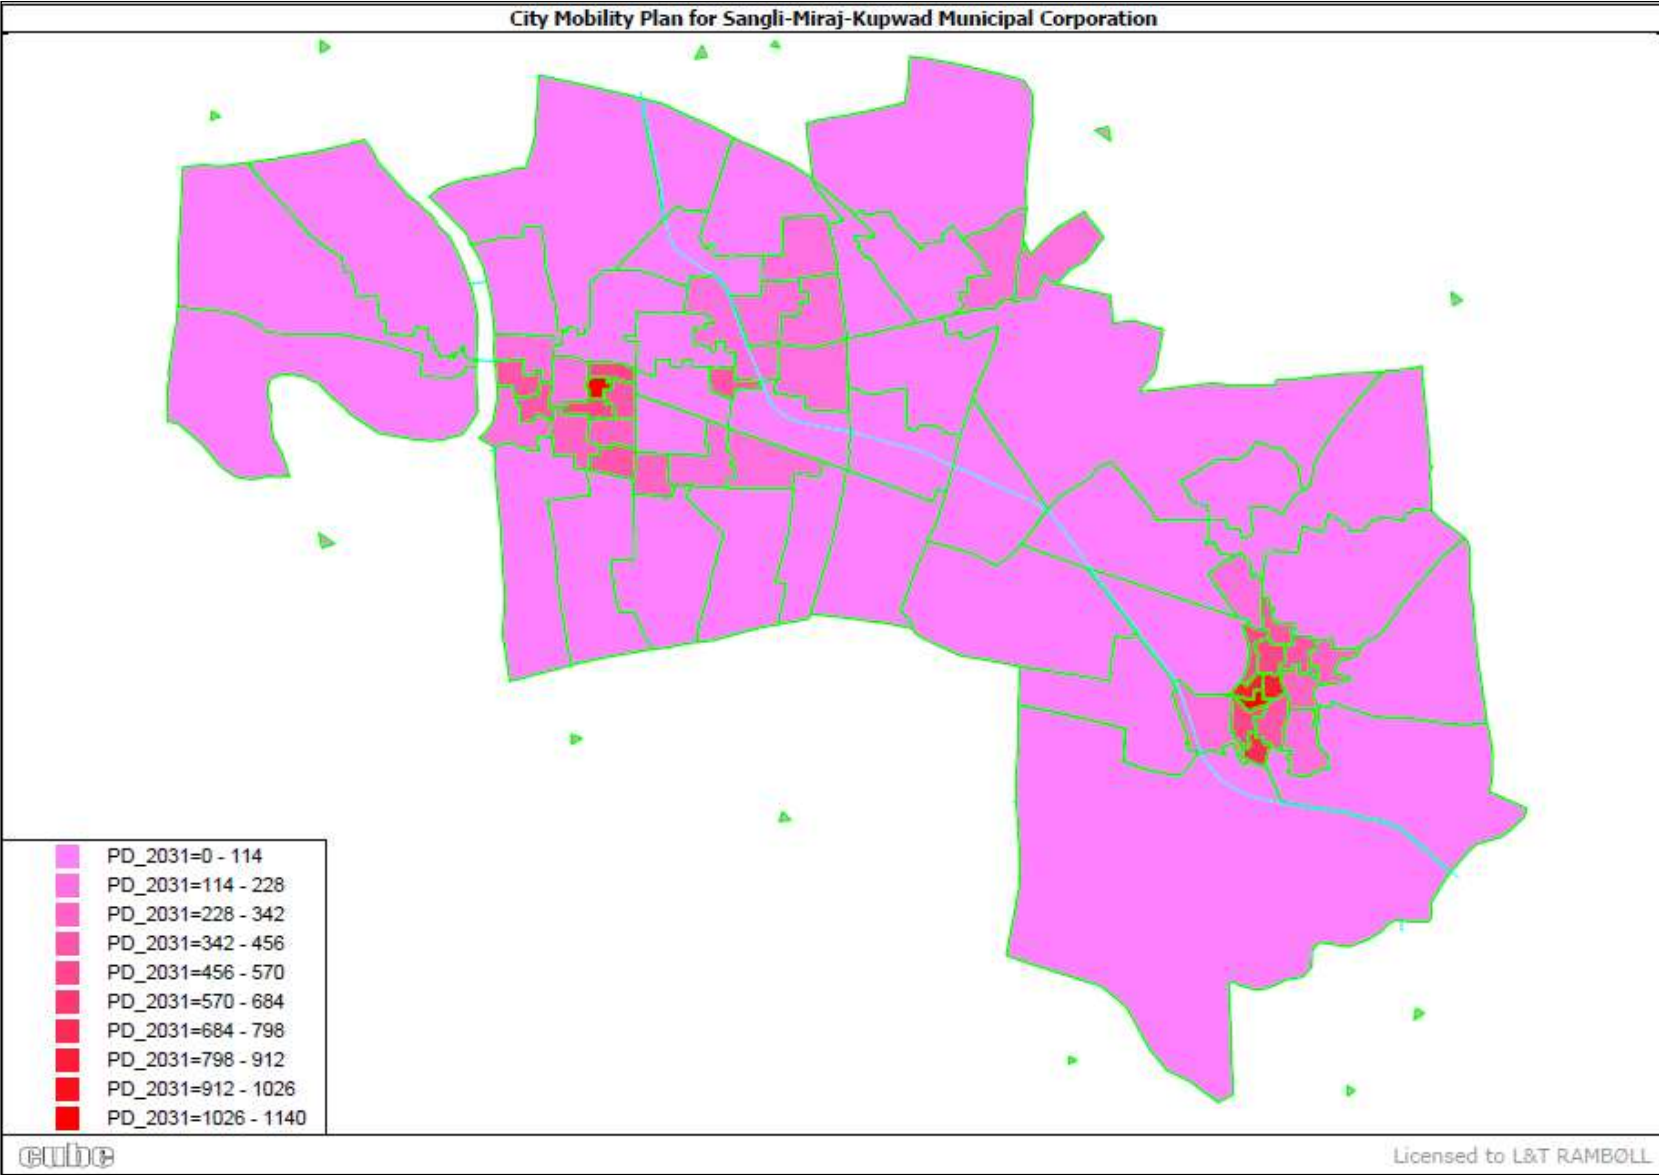 City Mobility Plan for Sangli-Miraj-Kupwad Municipal Corporation
PD_2031=0 - 114
PD_2031=114 - 228
PD_2031=228 - 342
PD_2031=342 - 456
PD_2031=456 - 570
PD_2031=570 - 684
PD_2031=684 - 798
PD_2031=798 - 912
PD_2031=912 - 1026
PD_2031=1026 - 1140
cube
Licensed to L&T RAMBØLL